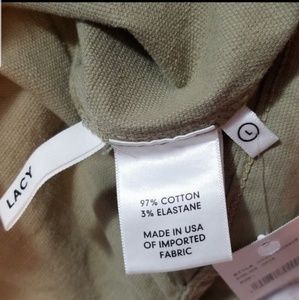 LACY
L
97% COTTON
3% ELASTANE
MADE IN USA
OF IMPORTED
FABRIC